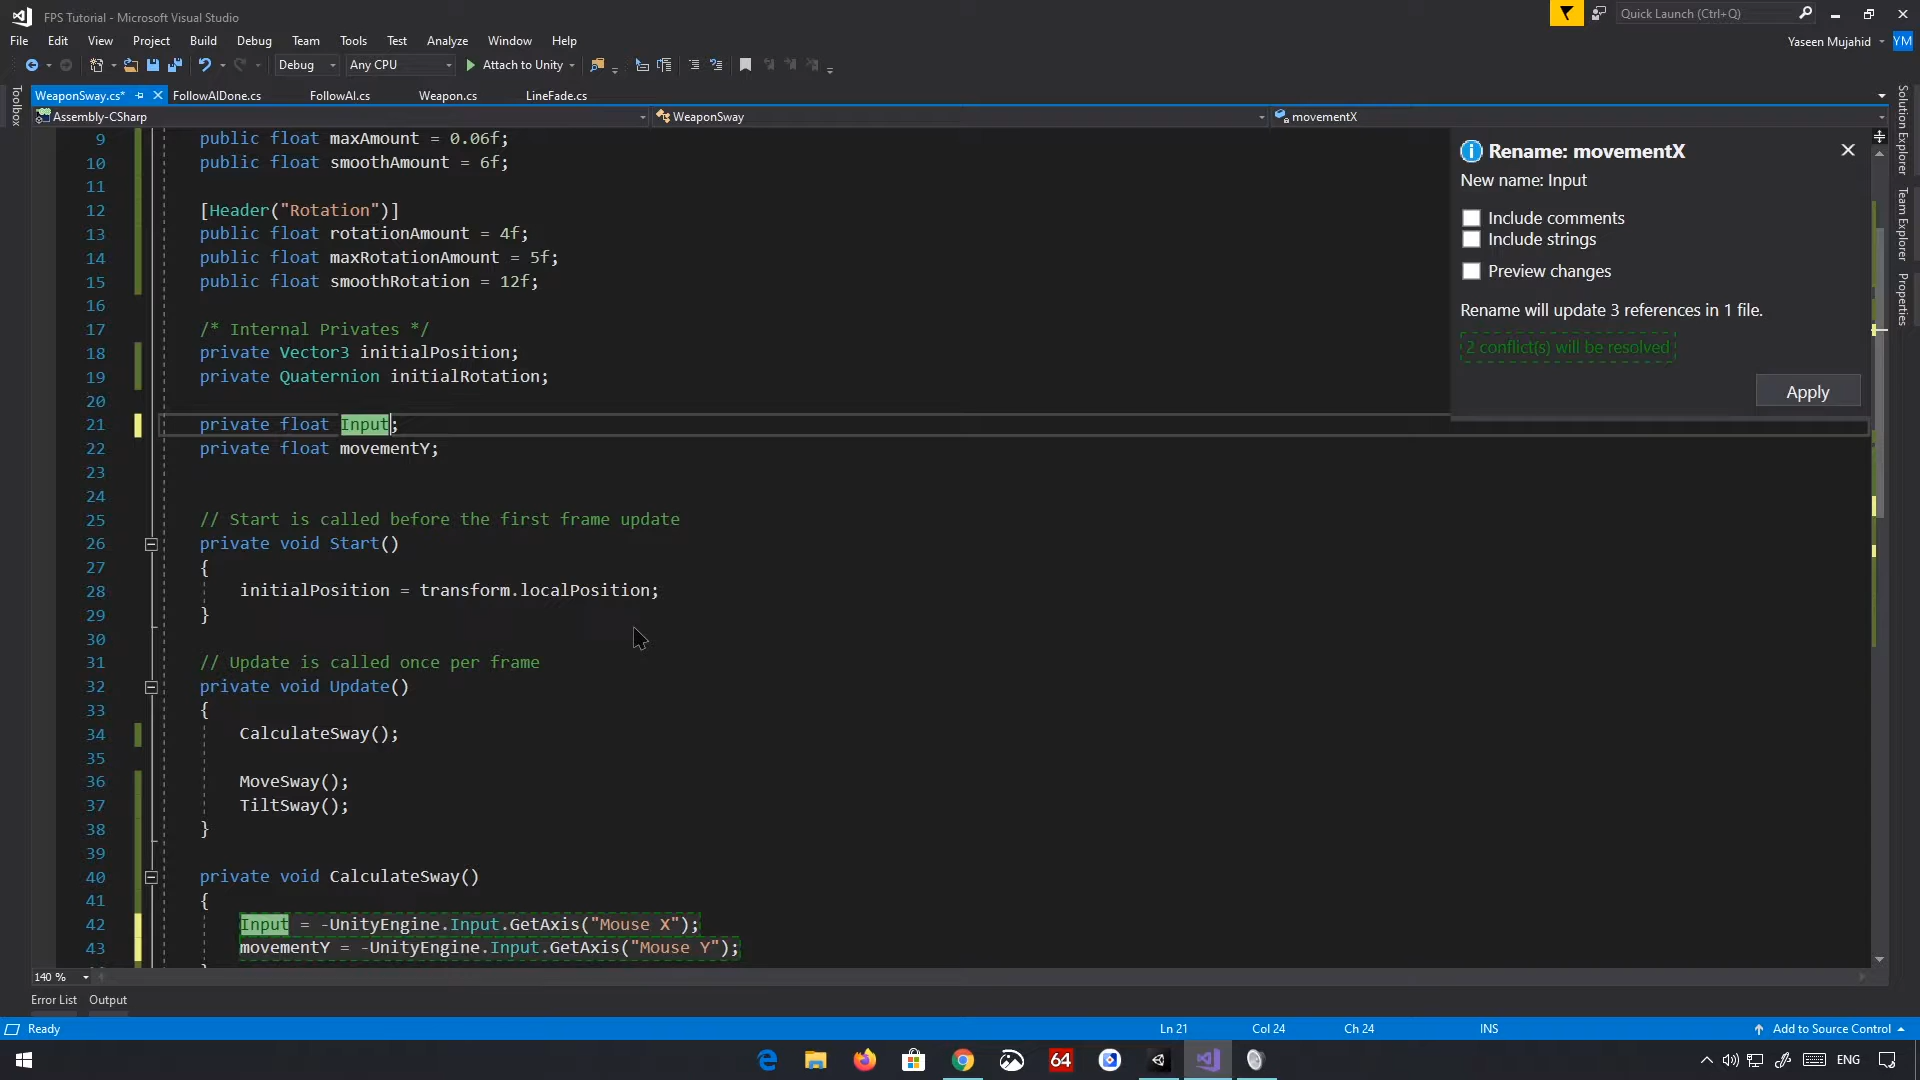 FPS Tutorial - Microsoft Visual Studio
Quick Launch (Ctrl+Q)
File Edit View Project Build Debug Team Tools Test Analyze Window Help
Yaseen Mujahid YM
Debug Any CPU Attach to Unity
Toolbox
WeaponSway.cs* FollowAIDone.cs FollowAI.cs Weapon.cs LineFade.cs
Assembly-CSharp WeaponSway movementX
Solution Explorer
Team Explorer
Properties
9 public float maxAmount = 0.06f;
10 public float smoothAmount = 6f;
11
12 [Header("Rotation")]
13 public float rotationAmount = 4f;
14 public float maxRotationAmount = 5f;
15 public float smoothRotation = 12f;
16
17 /* Internal Privates */
18 private Vector3 initialPosition;
19 private Quaternion initialRotation;
20
21 private float Input;
22 private float movementY;
23
24
25 // Start is called before the first frame update
26 private void Start()
27 {
28 initialPosition = transform.localPosition;
29 }
30
31 // Update is called once per frame
32 private void Update()
33 {
34 CalculateSway();
35
36 MoveSway();
37 TiltSway();
38 }
39
40 private void CalculateSway()
41 {
42 Input = -UnityEngine.Input.GetAxis("Mouse X");
43 movementY = -UnityEngine.Input.GetAxis("Mouse Y");
Rename: movementX
New name: Input
Include comments
Include strings
Preview changes
Rename will update 3 references in 1 file.
2 conflict(s) will be resolved
Apply
140 %
Error List Output
Ready Ln 21 Col 24 Ch 24 INS Add to Source Control
64 ENG